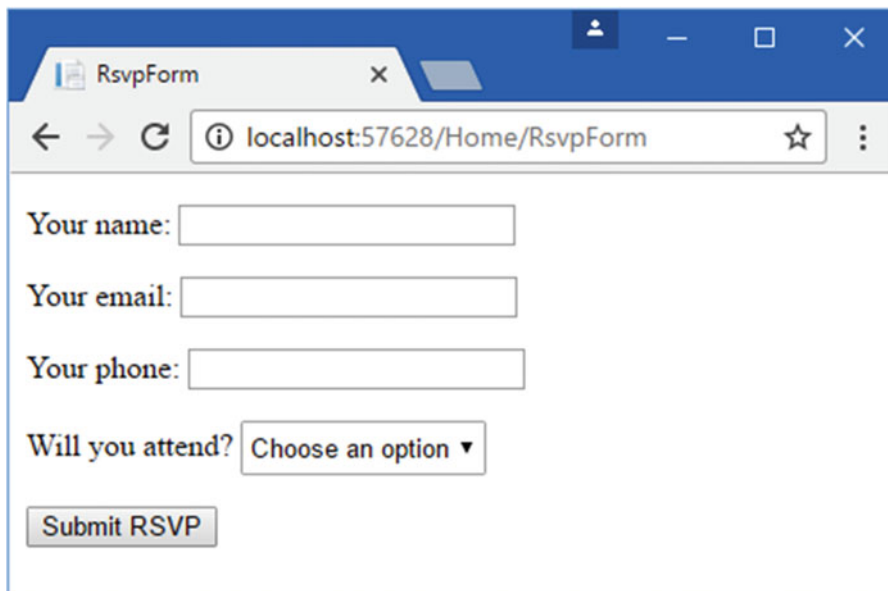 RsvpForm
localhost:57628/Home/RsvpForm
Your name:
Your email:
Your phone:
Will you attend? Choose an option
Submit RSVP